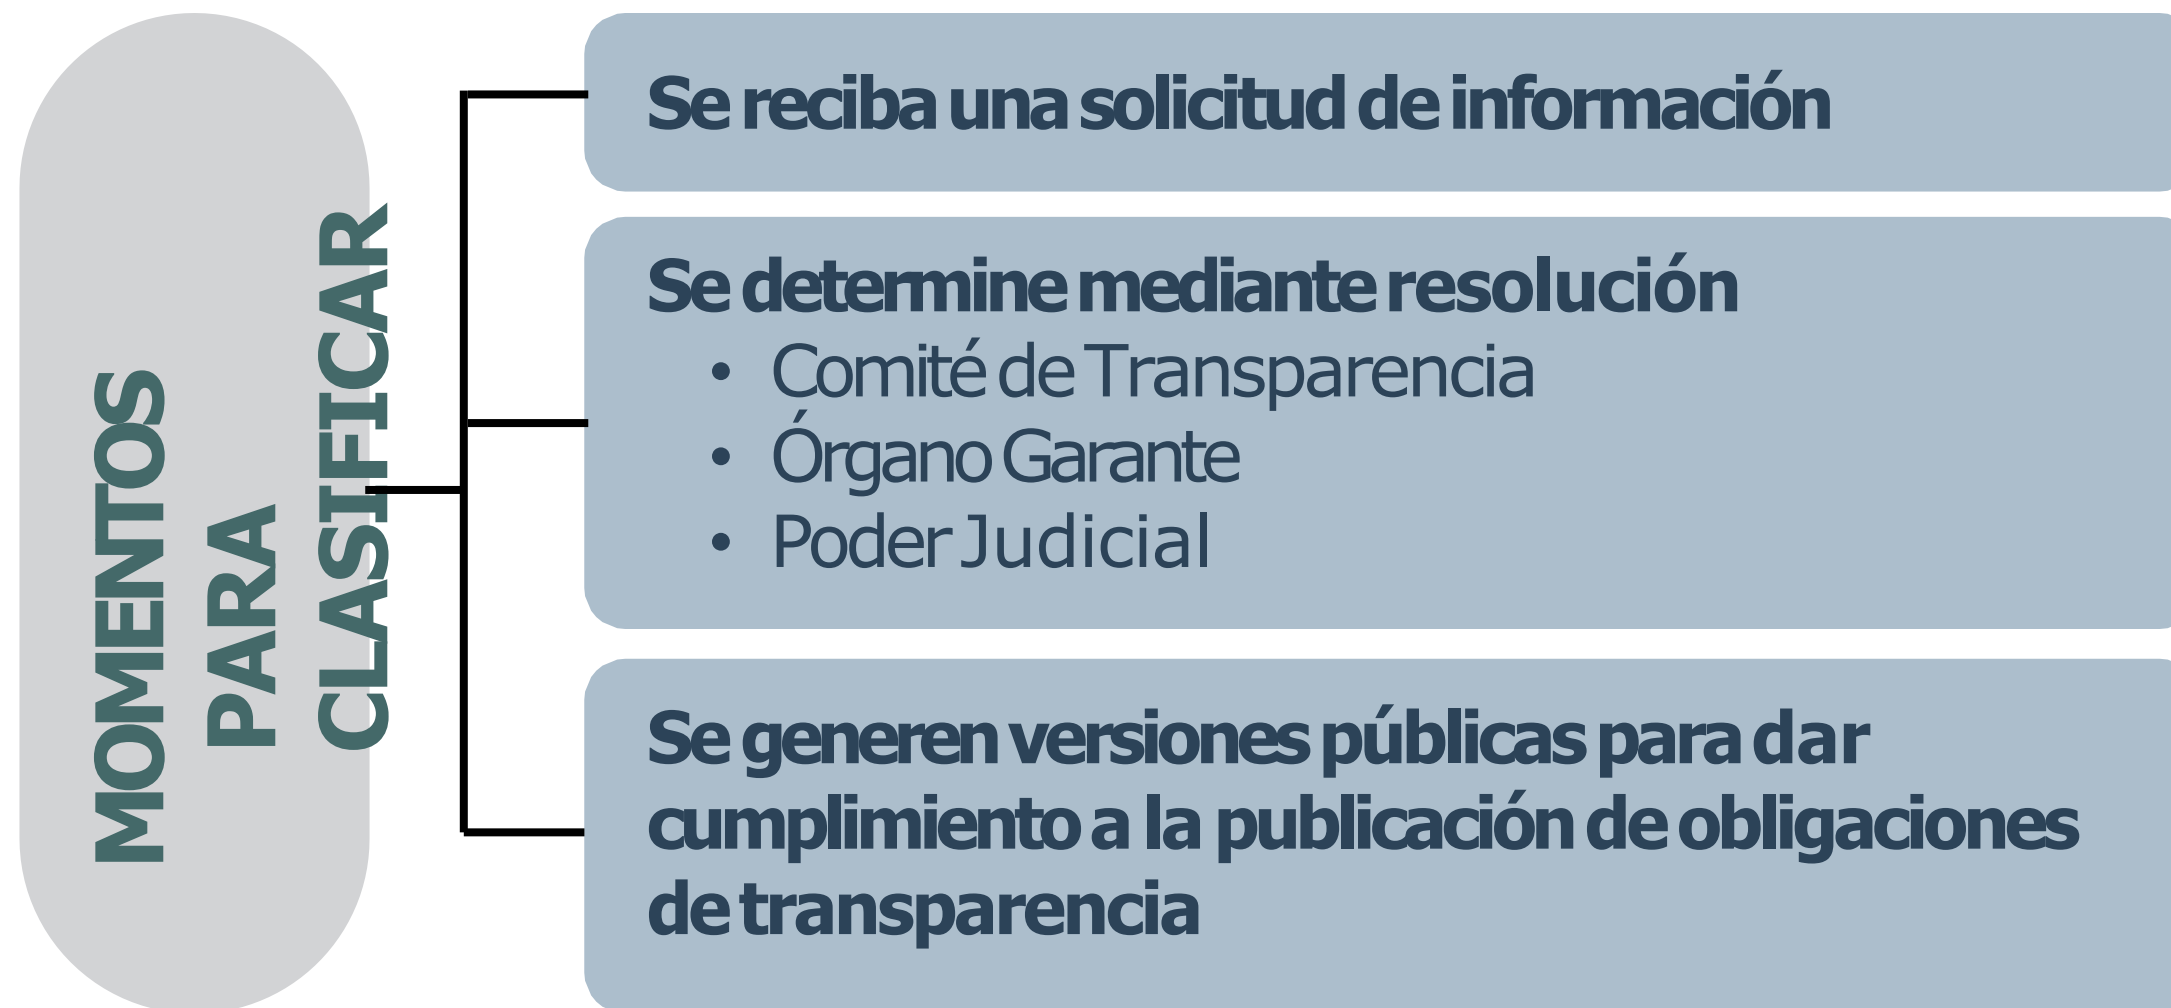 MOMENTOS
PARA
CLASIFICAR
Se reciba una solicitud de información
Se determine mediante resolución
• Comité de Transparencia
• Órgano Garante
• Poder Judicial
Se generen versiones públicas para dar
cumplimiento a la publicación de obligaciones
de transparencia